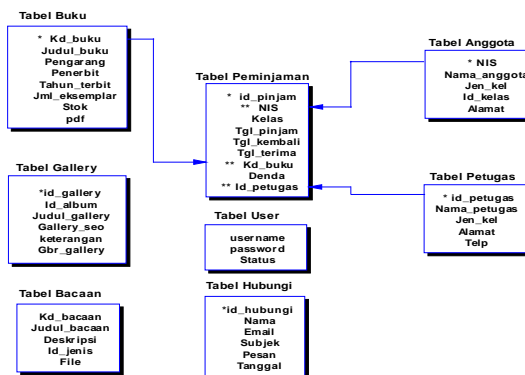 Tabel Buku
* Kd_buku
Judul_buku
Pengarang
Penerbit
Tahun_terbit
Jml_eksemplar
Stok
pdf
Tabel Peminjaman
* id_pinjam
** NIS
Kelas
Tgl_pinjam
Tgl_kembali
Tgl_terima
** Kd_buku
Denda
** Id_petugas
Tabel Anggota
* NIS
Nama_anggota
Jen_kel
Id_kelas
Alamat
Tabel Gallery
*id_gallery
Id_album
Judul_gallery
Gallery_seo
keterangan
Gbr_gallery
Tabel User
username
password
Status
Tabel Petugas
* id_petugas
Nama_petugas
Jen_kel
Alamat
Telp
Tabel Bacaan
Kd_bacaan
Judul_bacaan
Deskripsi
Id_jenis
File
Tabel Hubungi
*id_hubungi
Nama
Email
Subjek
Pesan
Tanggal